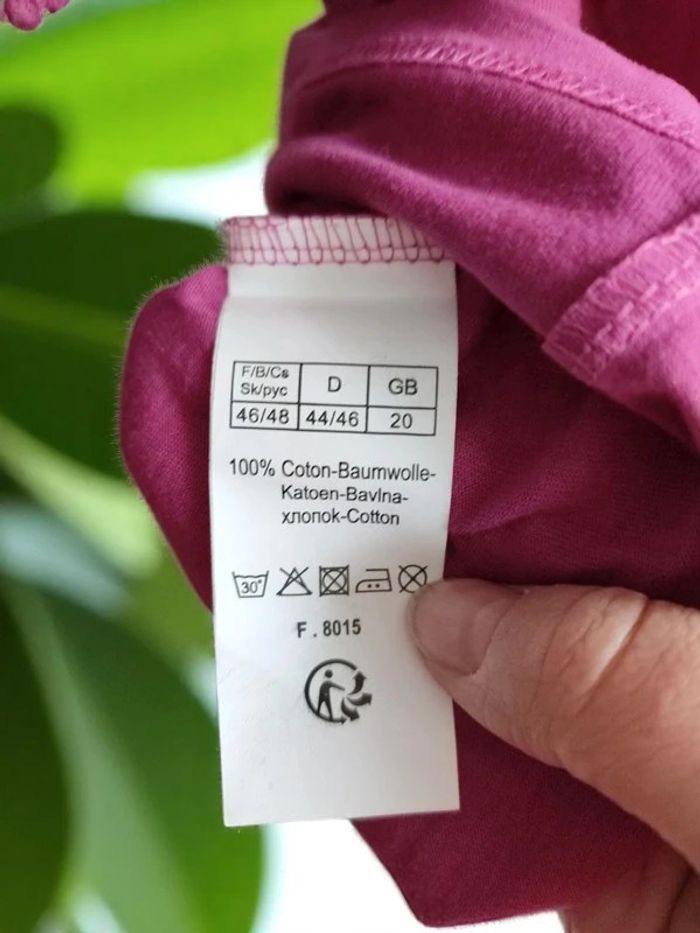 F/B/Cs
Sk/рус D GB
46/48 44/46 20
100% Coton-Baumwolle-
Katoen-Bavlna-
хлопок-Cotton
30°
F . 8015